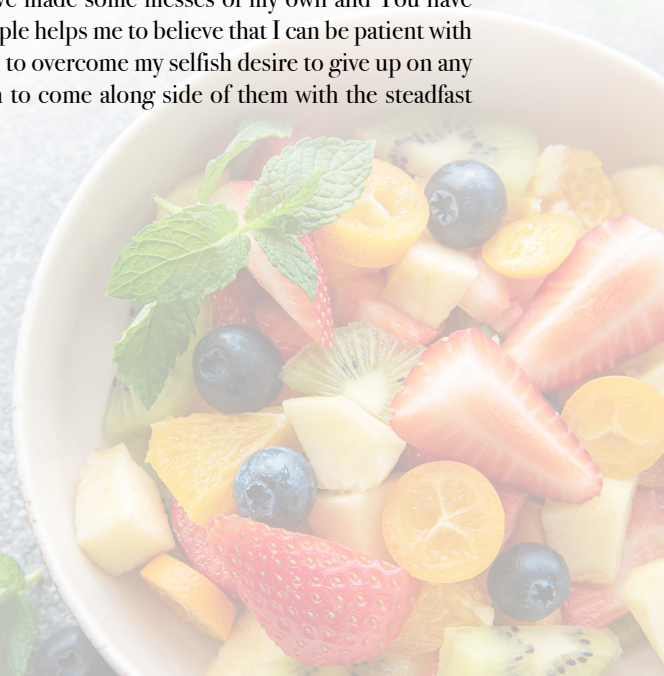 made some messes of my own and You have
ple helps me to believe that I can be patient with
to overcome my selfish desire to give up on any
to come along side of them with the steadfast